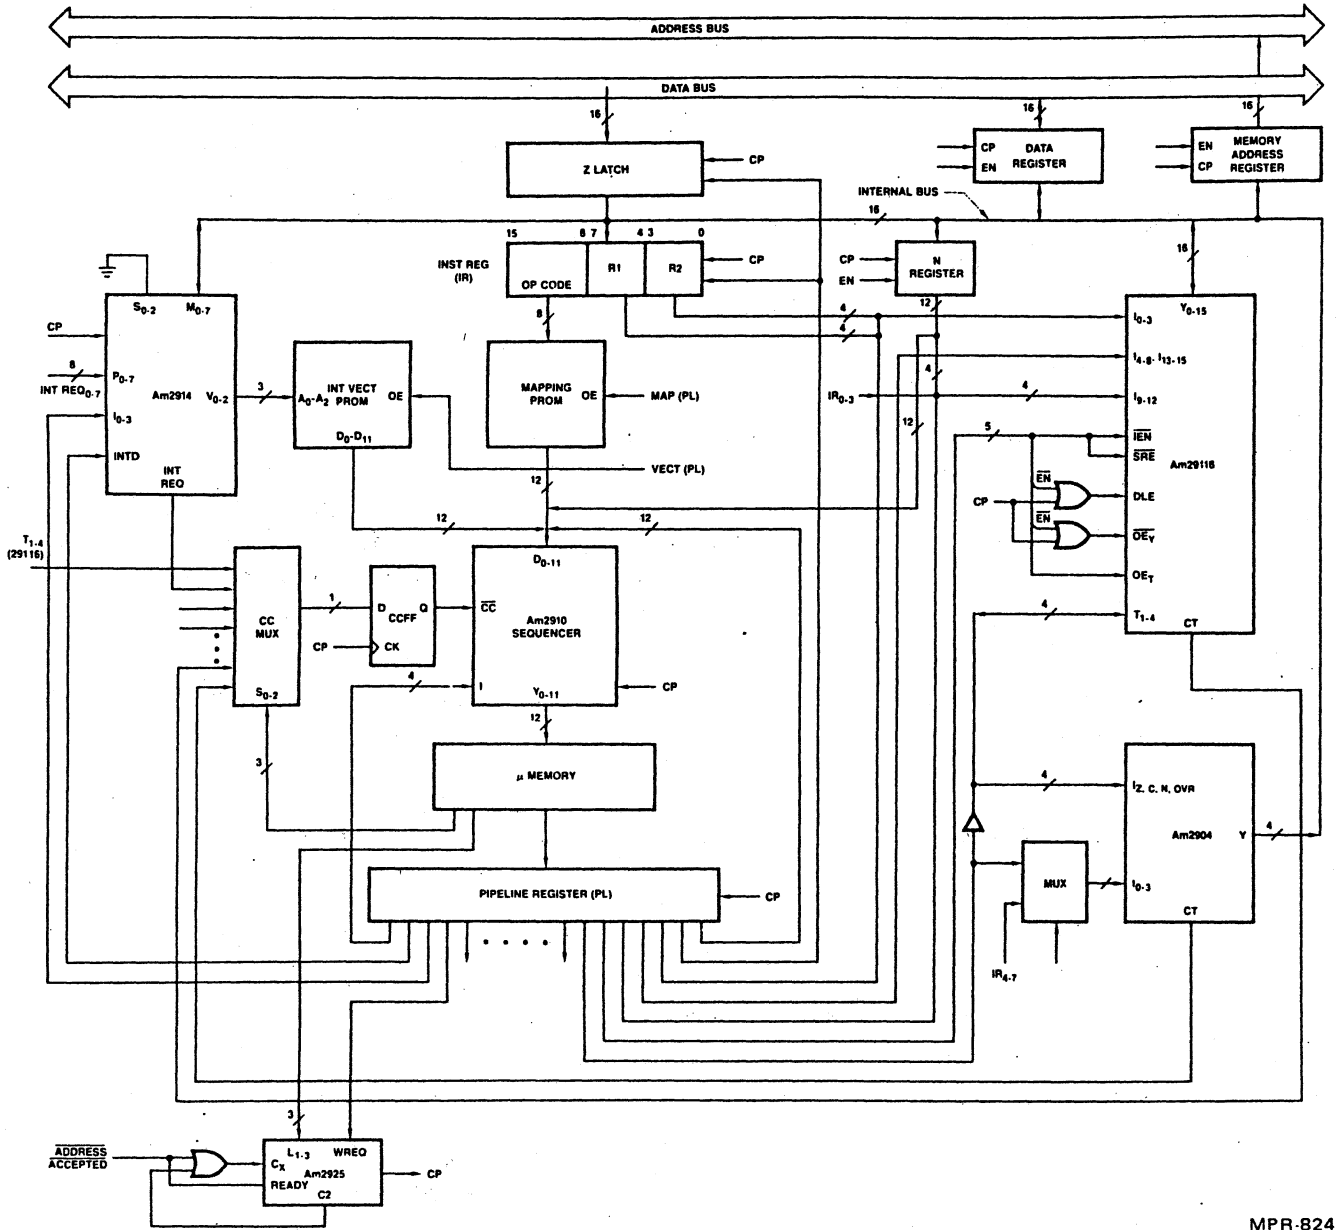 ADDRESS BUS
DATA BUS
16
16
16
CP
EN
DATA
REGISTER
EN
CP
MEMORY
ADDRESS
REGISTER
Z LATCH
CP
INTERNAL BUS
16
15
8 7
4 3
0
INST REG
(IR)
OP CODE
R1
R2
CP
CP
EN
N
REGISTER
16
12
S0-2
M0-7
CP
8
P0-7
INT REQ0-7
Am2914
V0-2
I0-3
INTD
INT
REQ
3
INT VECT
PROM
A0-A2
OE
D0-D11
8
MAPPING
PROM
OE
MAP (PL)
VECT (PL)
4
4
4
IR0-3
12
4
5
Y0-15
I0-3
I4-8, I13-15
I9-12
IEN
SRE
Am29116
EN
CP
DLE
EN
OEY
OET
4
T1-4
CT
12
12
12
T1-4
(29116)
CC
MUX
S0-2
1
D
CCFF
Q
CP
CK
D0-11
CC
Am2910
SEQUENCER
4
I
Y0-11
CP
12
3
μ MEMORY
PIPELINE REGISTER (PL)
CP
4
IZ, C, N, OVR
Am2904
Y
4
MUX
I0-3
CT
IR4-7
3
ADDRESS
ACCEPTED
L1-3
WREQ
CX
Am2925
READY
C2
CP
MPR-824